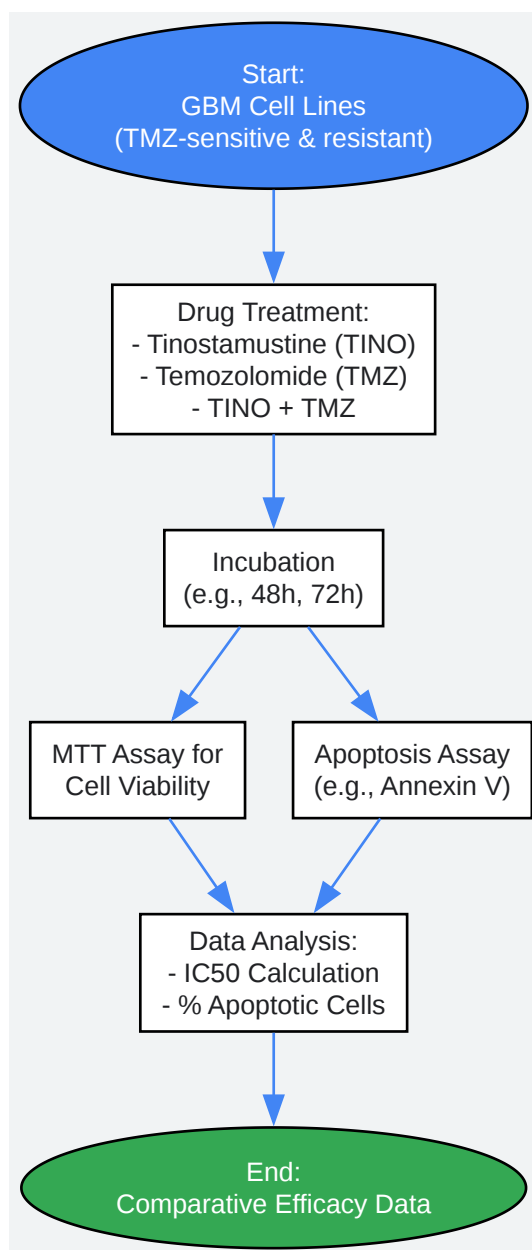 Start:
GBM Cell Lines
(TMZ-sensitive & resistant)
Drug Treatment:
- Tinostamustine (TINO)
- Temozolomide (TMZ)
- TINO + TMZ
Incubation
(e.g., 48h, 72h)
MTT Assay for
Cell Viability
Apoptosis Assay
(e.g., Annexin V)
Data Analysis:
- IC50 Calculation
- % Apoptotic Cells
End:
Comparative Efficacy Data